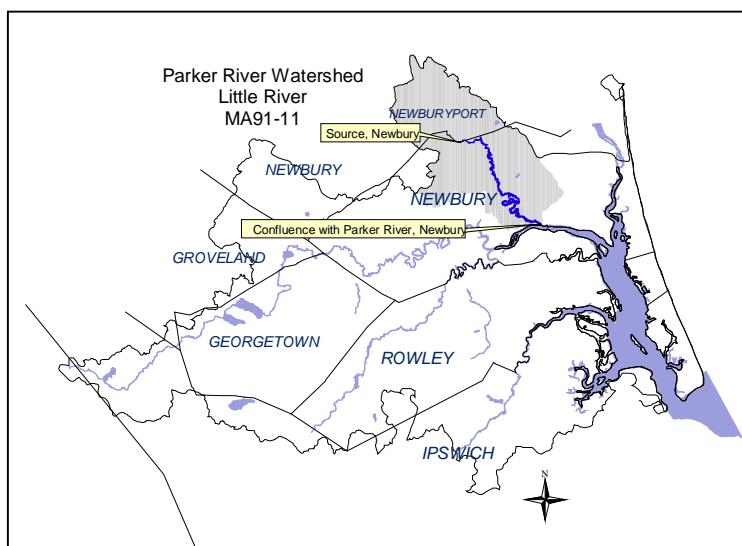 Parker River Watershed
Little River
MA91-11
NEWBURYPORT
Source, Newbury
NEWBURY
NEWBURY
Confluence with Parker River, Newbury
GROVELAND
GEORGETOWN
ROWLEY
IPSWICH
N